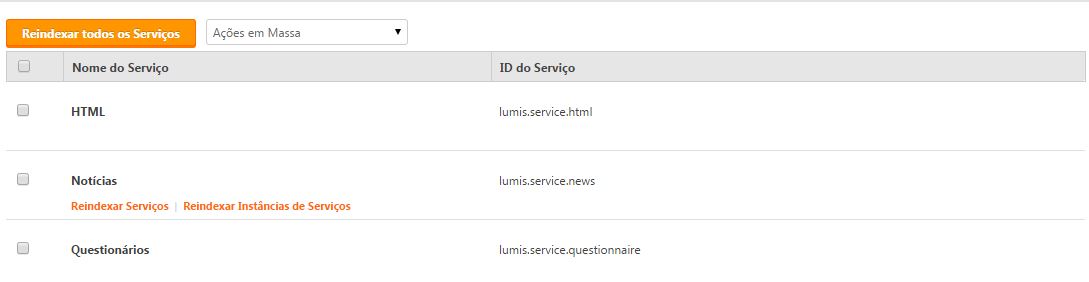 Reindexar todos os Serviços Ações em Massa
Nome do Serviço ID do Serviço
HTML lumis.service.html
Notícias lumis.service.news
Reindexar Serviços | Reindexar Instâncias de Serviços
Questionários lumis.service.questionnaire